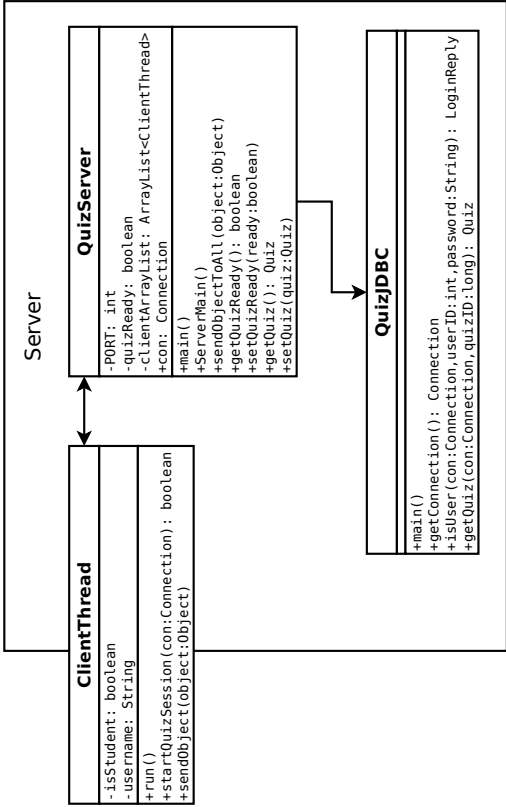 Server
ClientThread
-isStudent: boolean
-username: String
+run()
+startQuizSession(con:Connection): boolean
+sendObject(object:Object)
QuizServer
-PORT: int
-quizReady: boolean
-clientArrayList: ArrayList<ClientThread>
+con: Connection
+main()
+ServerMain()
+sendObjectToAll(object:Object)
+getQuizReady(): boolean
+setQuizReady(ready:boolean)
+getQuiz(): Quiz
+setQuiz(quiz:Quiz)
QuizJDBC
+main()
+getConnection(): Connection
+isUser(con:Connection,userID:int,password:String): LoginReply
+getQuiz(con:Connection,quizID:long): Quiz